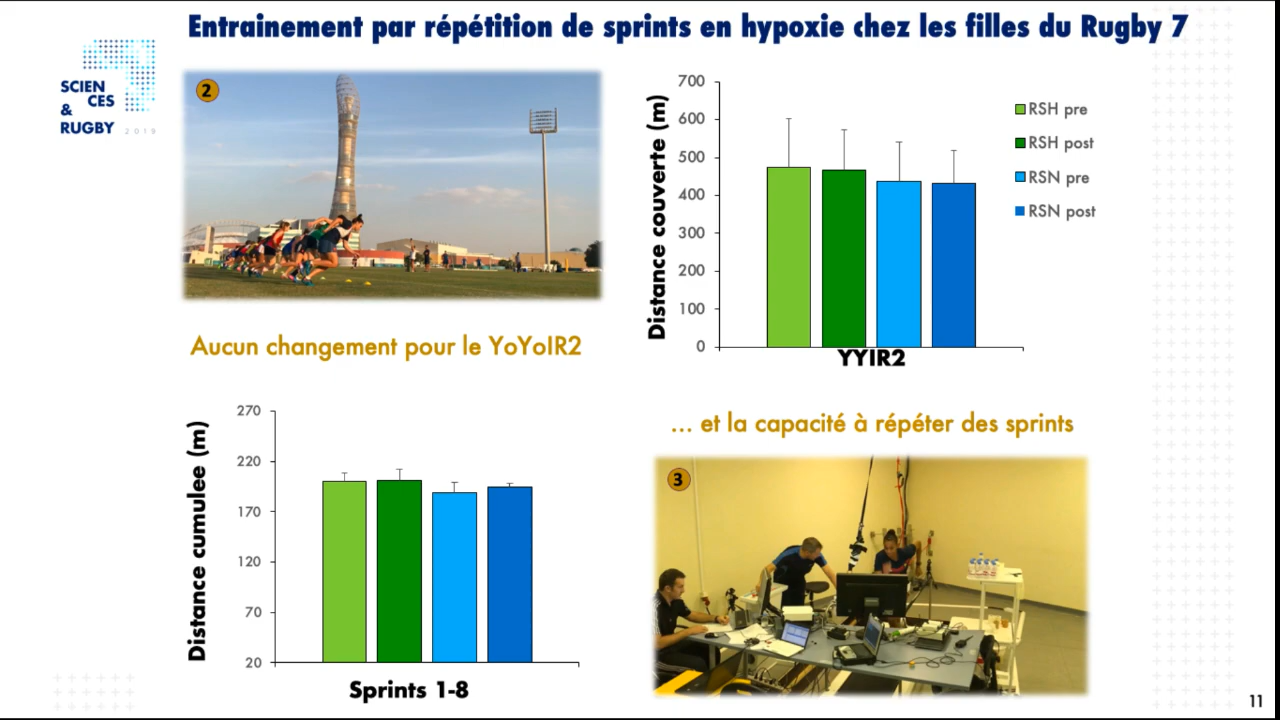 Entrainement par répétition de sprints en hypoxie chez les filles du Rugby 7
SCIEN
CES
&
RUGBY 2019
2
Distance couverte (m)
700
600
500
400
300
200
100
0
YYIR2
RSH pre
RSH post
RSN pre
RSN post
Aucun changement pour le YoYoIR2
Distance cumulee (m)
270
220
170
120
70
20
Sprints 1-8
... et la capacité à répéter des sprints
3
11